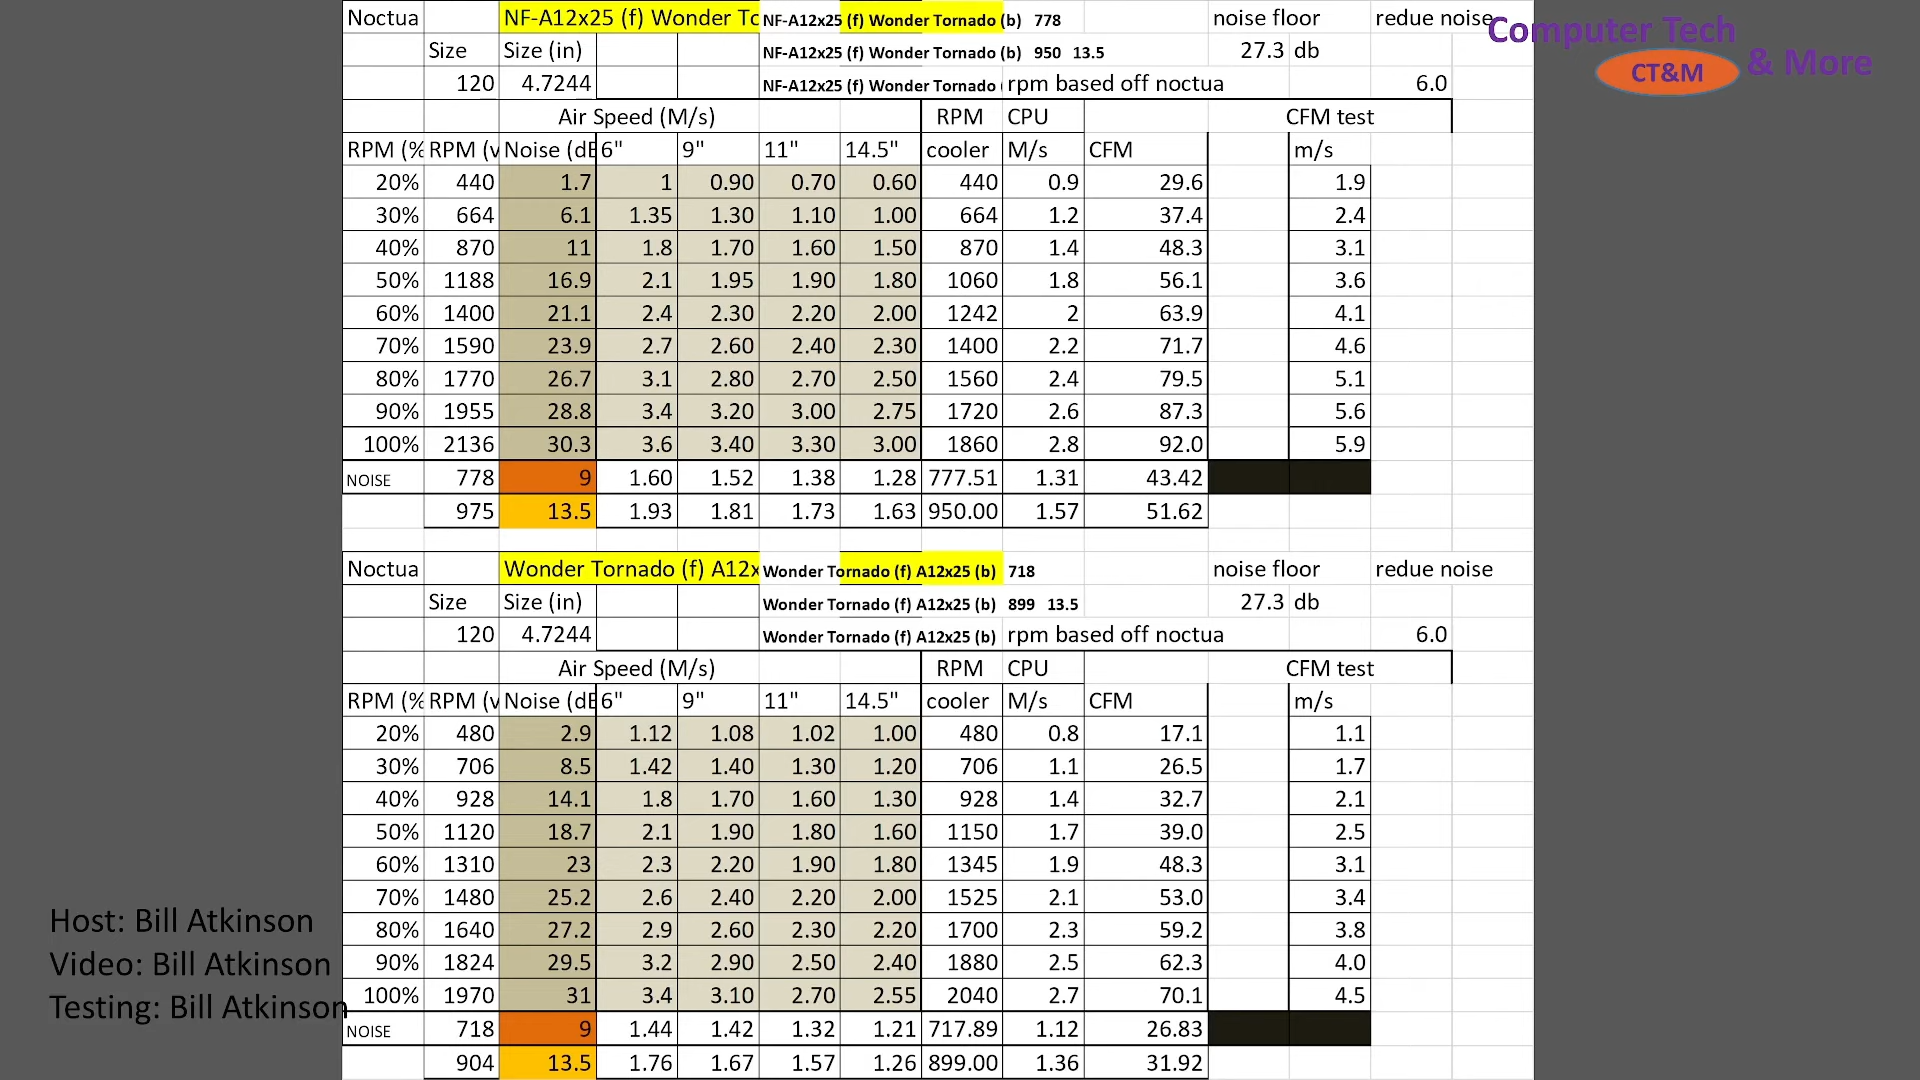 Noctua NF-A12x25 (f) Wonder To NF-A12x25 (f) Wonder Tornado (b) 778 noise floor redue noise
Computer Tech
CT&M & More
Size Size (in) NF-A12x25 (f) Wonder Tornado (b) 950 13.5 27.3 db
120 4.7244 NF-A12x25 (f) Wonder Tornado ( rpm based off noctua 6.0
Air Speed (M/s) RPM CPU CFM test
RPM (% RPM (v Noise (dB 6" 9" 11" 14.5" cooler M/s CFM m/s
20% 440 1.7 1 0.90 0.70 0.60 440 0.9 29.6 1.9
30% 664 6.1 1.35 1.30 1.10 1.00 664 1.2 37.4 2.4
40% 870 11 1.8 1.70 1.60 1.50 870 1.4 48.3 3.1
50% 1188 16.9 2.1 1.95 1.90 1.80 1060 1.8 56.1 3.6
60% 1400 21.1 2.4 2.30 2.20 2.00 1242 2 63.9 4.1
70% 1590 23.9 2.7 2.60 2.40 2.30 1400 2.2 71.7 4.6
80% 1770 26.7 3.1 2.80 2.70 2.50 1560 2.4 79.5 5.1
90% 1955 28.8 3.4 3.20 3.00 2.75 1720 2.6 87.3 5.6
100% 2136 30.3 3.6 3.40 3.30 3.00 1860 2.8 92.0 5.9
NOISE 778 9 1.60 1.52 1.38 1.28 777.51 1.31 43.42
975 13.5 1.93 1.81 1.73 1.63 950.00 1.57 51.62
Noctua Wonder Tornado (f) A12x Wonder Tornado (f) A12x25 (b) 718 noise floor redue noise
Size Size (in) Wonder Tornado (f) A12x25 (b) 899 13.5 27.3 db
120 4.7244 Wonder Tornado (f) A12x25 (b) rpm based off noctua 6.0
Air Speed (M/s) RPM CPU CFM test
RPM (% RPM (v Noise (dB 6" 9" 11" 14.5" cooler M/s CFM m/s
20% 480 2.9 1.12 1.08 1.02 1.00 480 0.8 17.1 1.1
30% 706 8.5 1.42 1.40 1.30 1.20 706 1.1 26.5 1.7
40% 928 14.1 1.8 1.70 1.60 1.30 928 1.4 32.7 2.1
50% 1120 18.7 2.1 1.90 1.80 1.60 1150 1.7 39.0 2.5
60% 1310 23 2.3 2.20 1.90 1.80 1345 1.9 48.3 3.1
70% 1480 25.2 2.6 2.40 2.20 2.00 1525 2.1 53.0 3.4
80% 1640 27.2 2.9 2.60 2.30 2.20 1700 2.3 59.2 3.8
90% 1824 29.5 3.2 2.90 2.50 2.40 1880 2.5 62.3 4.0
100% 1970 31 3.4 3.10 2.70 2.55 2040 2.7 70.1 4.5
NOISE 718 9 1.44 1.42 1.32 1.21 717.89 1.12 26.83
904 13.5 1.76 1.67 1.57 1.26 899.00 1.36 31.92
Host: Bill Atkinson
Video: Bill Atkinson
Testing: Bill Atkinson